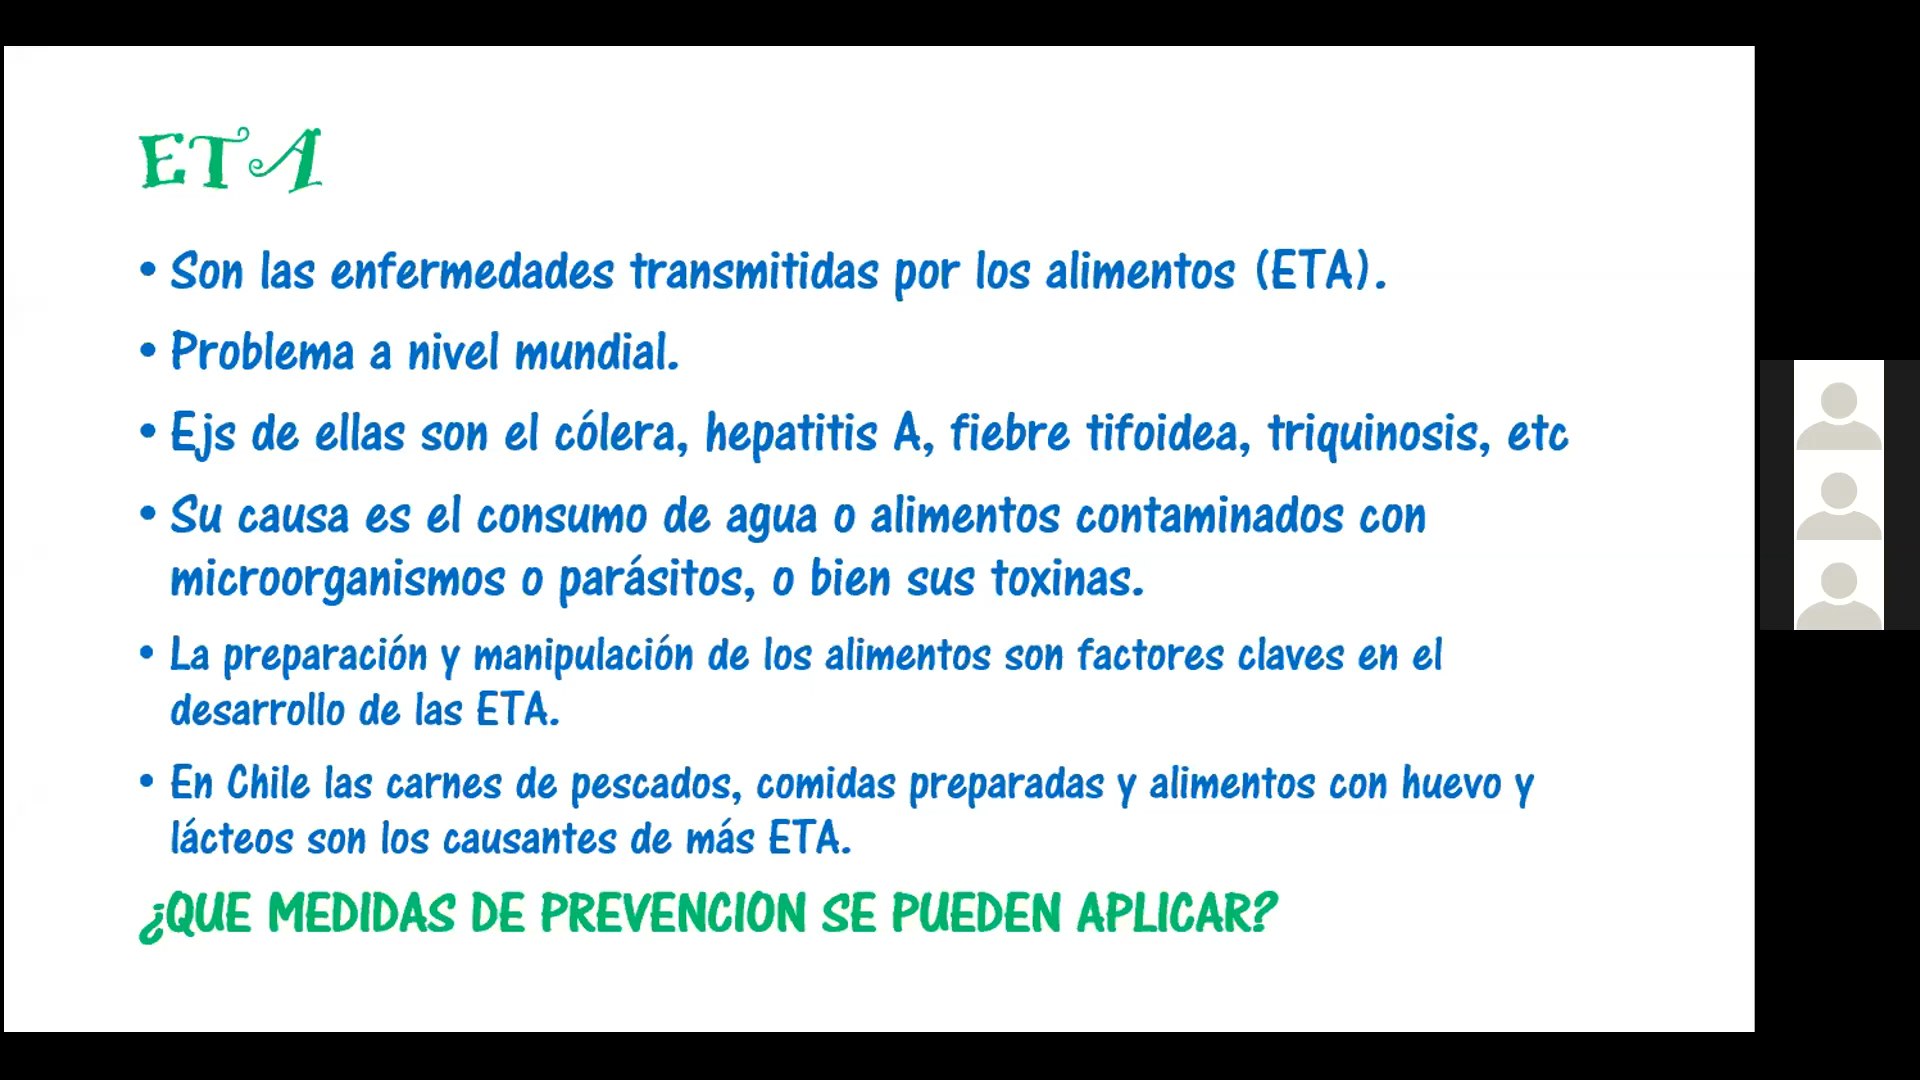 ETA
• Son las enfermedades transmitidas por los alimentos (ETA).
• Problema a nivel mundial.
• Ejs de ellas son el cólera, hepatitis A, fiebre tifoidea, triquinosis, etc
• Su causa es el consumo de agua o alimentos contaminados con
microorganismos o parásitos, o bien sus toxinas.
• La preparación y manipulación de los alimentos son factores claves en el
desarrollo de las ETA.
• En Chile las carnes de pescados, comidas preparadas y alimentos con huevo y
lácteos son los causantes de más ETA.
¿QUE MEDIDAS DE PREVENCION SE PUEDEN APLICAR?